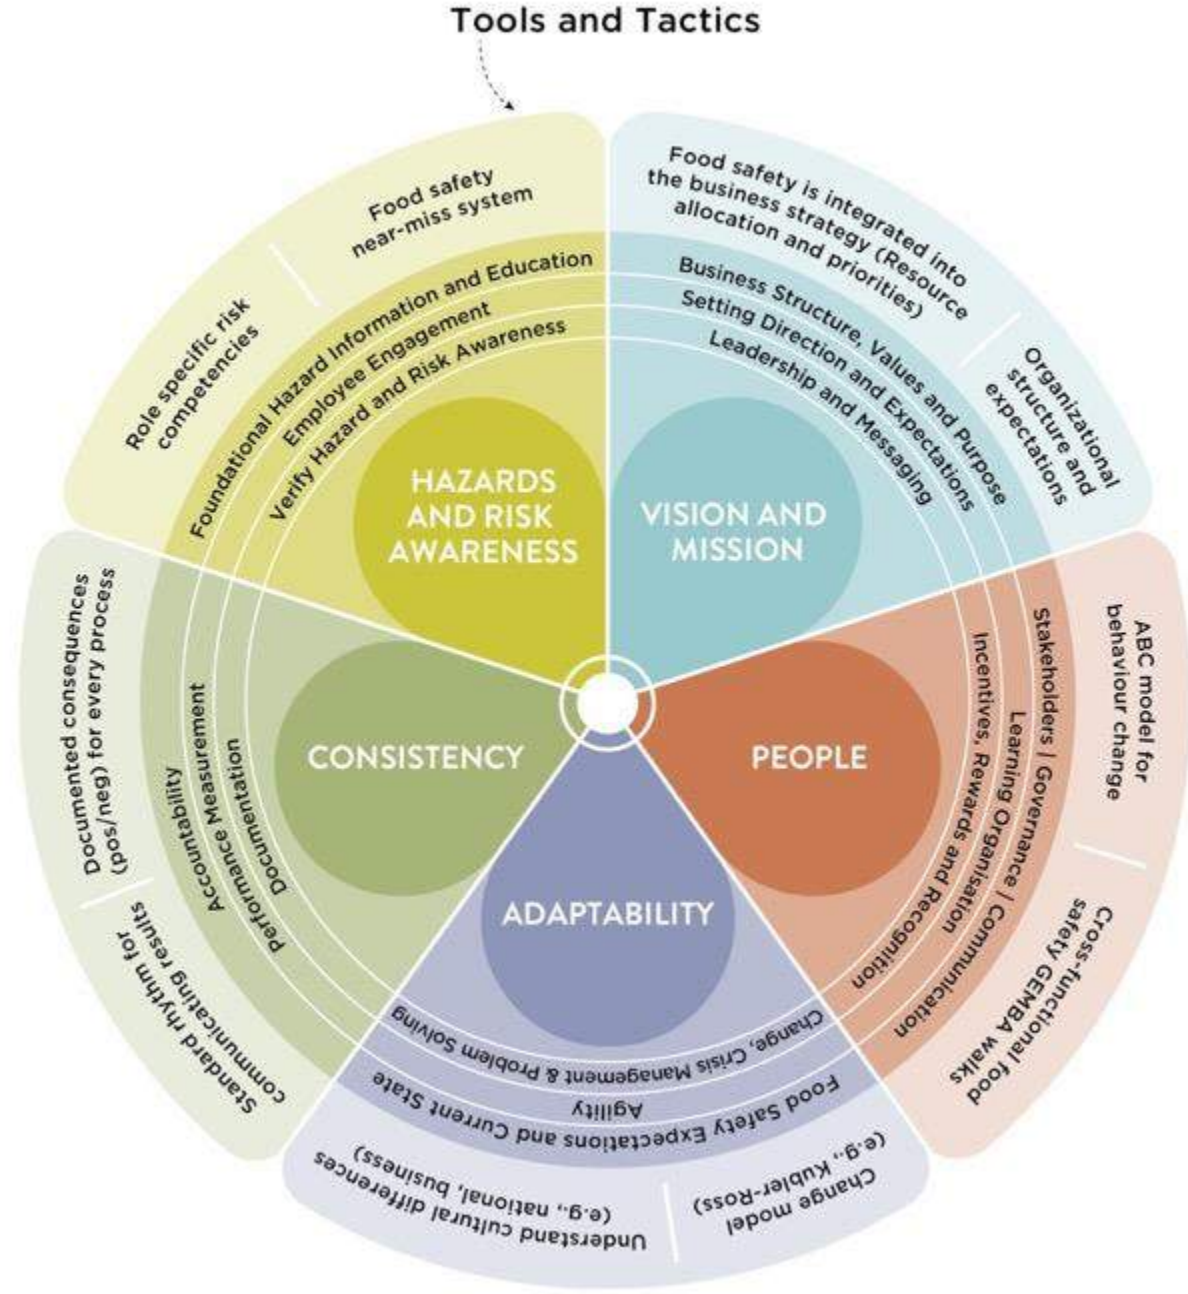 Tools and Tactics
Food safety is integrated into
the business strategy (Resource
allocation and priorities)
Organizational
structure and
expectations
Business Structure, Values and Purpose
Setting Direction and Expectations
Leadership and Messaging
VISION AND
MISSION
ABC model for
behaviour change
Cross-functional food
safety GEMBA walks
Stakeholders | Governance | Communication
Learning Organisation
Incentives, Rewards and Recognition
PEOPLE
Change model
(e.g., Kubler-Ross)
Understand cultural differences
(e.g., national, business)
Food Safety Expectations and Current State
Agility
Change, Crisis Management & Problem Solving
ADAPTABILITY
Standard rhythm for
communicating results
Documented consequences
(pos/neg) for every process
Accountability
Performance Measurement
Documentation
CONSISTENCY
Role specific risk
competencies
Food safety
near-miss system
Foundational Hazard Information and Education
Employee Engagement
Verify Hazard and Risk Awareness
HAZARDS
AND RISK
AWARENESS